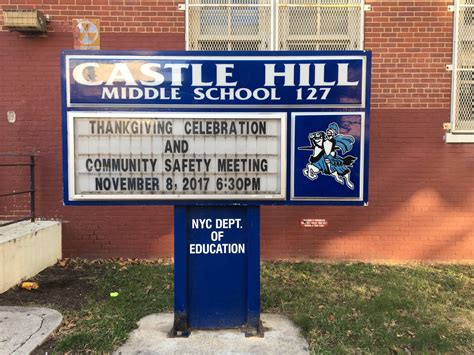 CASTLE HILL
MIDDLE SCHOOL 127
THANKGIVING CELEBRATION
AND
COMMUNITY SAFETY MEETING
NOVEMBER 8, 2017 6:30PM
NYC DEPT.
OF
EDUCATION